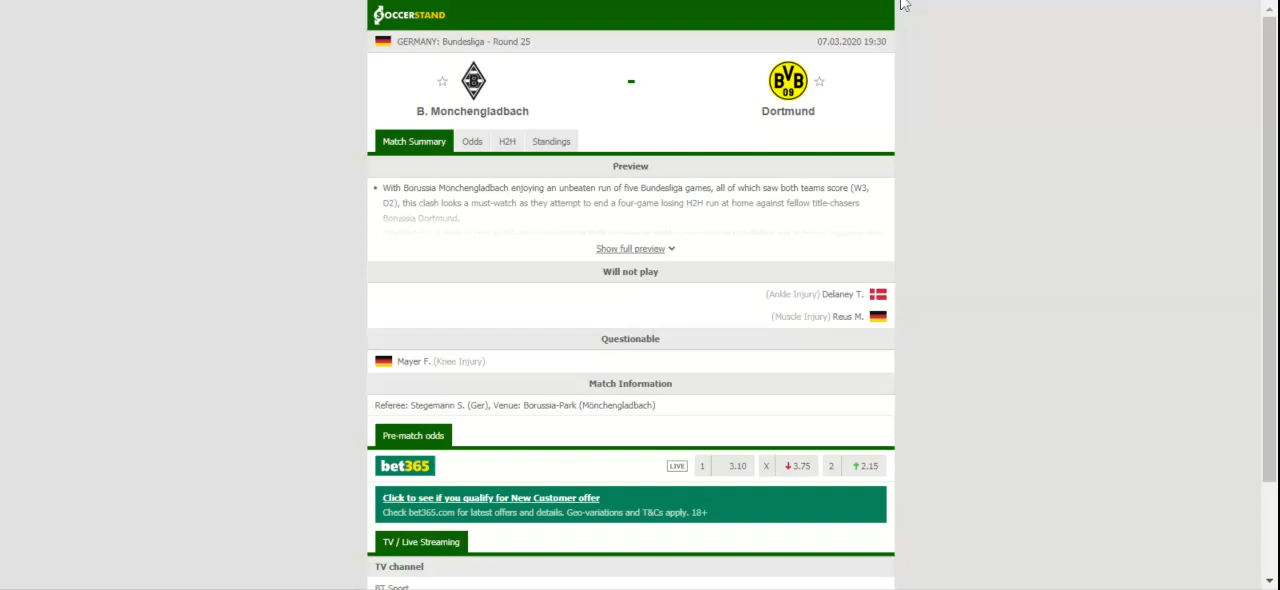 SOCCERSTAND
GERMANY: Bundesliga - Round 25 07.03.2020 19:30
-
B. Monchengladbach Dortmund
BVB
09
Match Summary Odds H2H Standings
Preview
With Borussia Mönchengladbach enjoying an unbeaten run of five Bundesliga games, all of which saw both teams score (W3,
D2), this clash looks a must-watch as they attempt to end a four-game losing H2H run at home against fellow title-chasers
Borussia Dortmund.
Show full preview
Will not play
(Ankle Injury) Delaney T.
(Muscle Injury) Reus M.
Questionable
Mayer F. (Knee Injury)
Match Information
Referee: Stegemann S. (Ger), Venue: Borussia-Park (Mönchengladbach)
Pre-match odds
bet365 LIVE 1 3.10 X 3.75 2 2.15
Click to see if you qualify for New Customer offer
Check bet365.com for latest offers and details. Geo-variations and T&Cs apply. 18+
TV / Live Streaming
TV channel
BT Sport